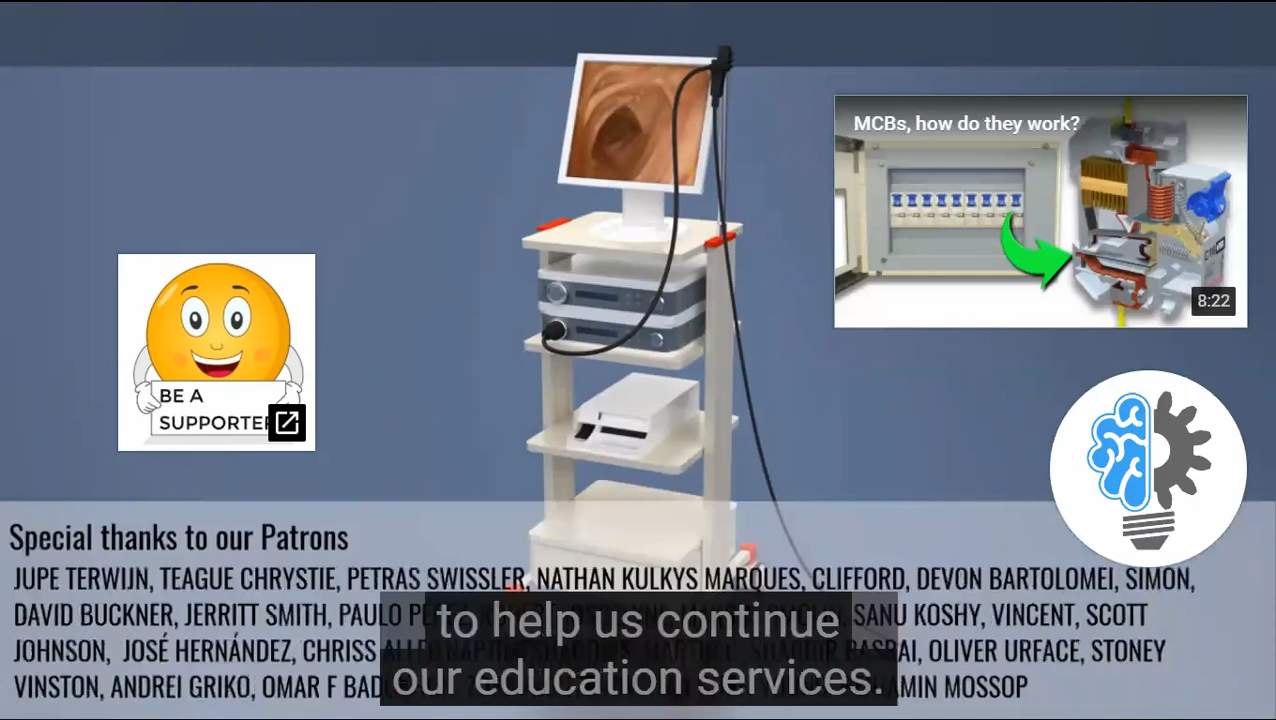 MCBs, how do they work?
8:22
BE A
SUPPORTER
Special thanks to our Patrons
JUPE TERWIJN, TEAGUE CHRYSTIE, PETRAS SWISSLER, NATHAN KULKYS MARQUES, CLIFFORD, DEVON BARTOLOMEI, SIMON,
DAVID BUCKNER, JERRITT SMITH, PAULO SANU KOSHY, VINCENT, SCOTT
JOHNSON, JOSÉ HERNÁNDEZ, CHRISS OLIVER URFACE, STONEY
VINSTON, ANDREI GRIKO, OMAR F MOSSOP
to help us continue
our education services.